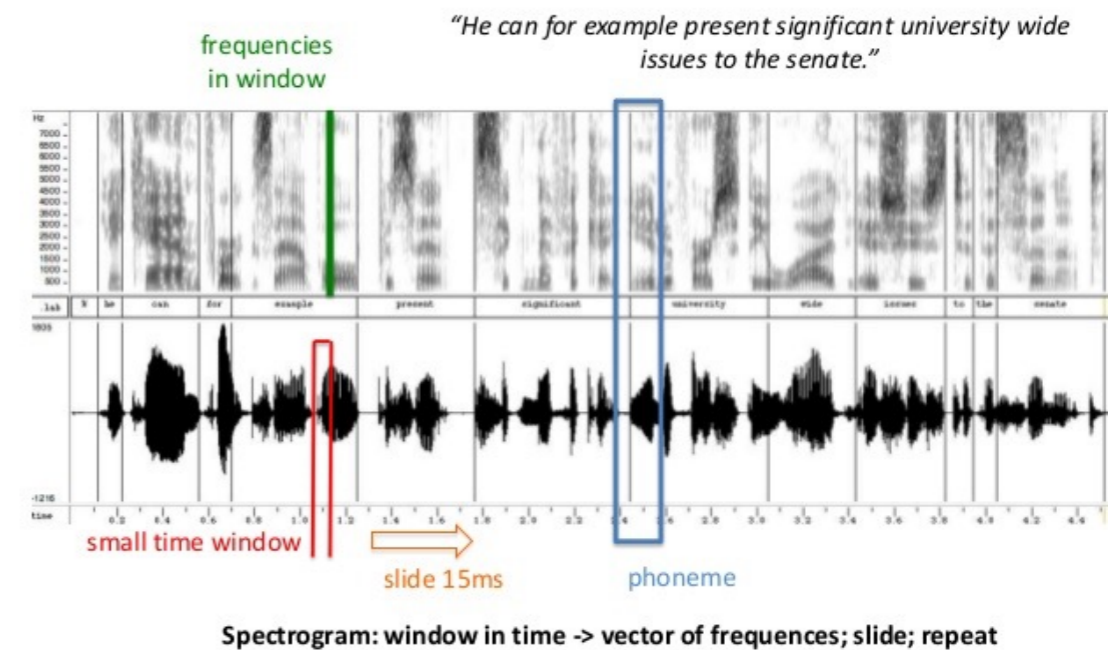 “He can for example present significant university wide
issues to the senate.”
frequencies
in window
Hz
7000
6500
6000
5500
5000
4500
4000
3500
3000
2500
2000
1500
1000
500
.lab he can for example present significant university wide issues to the senate
1805
-1216
time 0.2 0.4 0.6 0.8 1.0 1.2 1.4 1.6 1.8 2.0 2.2 2.8 3.0 3.2 3.4 3.6 3.8 4.0 4.2 4.4
small time window
slide 15ms
phoneme
Spectrogram: window in time -> vector of frequences; slide; repeat